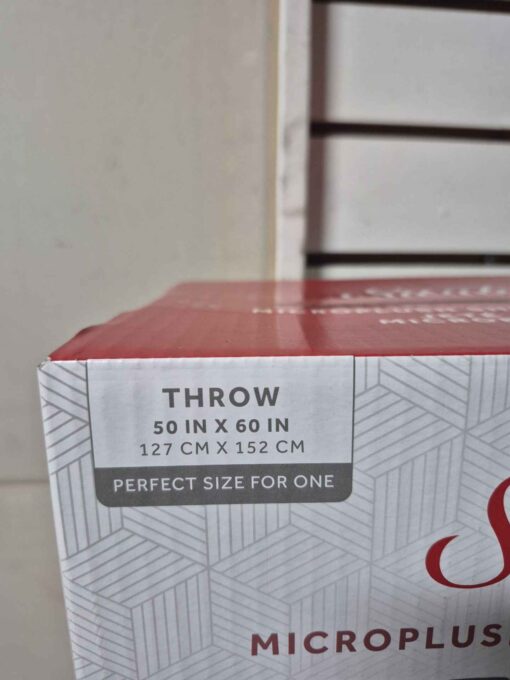 THROW
50 IN X 60 IN
127 CM X 152 CM
PERFECT SIZE FOR ONE
S
MICROPLUS